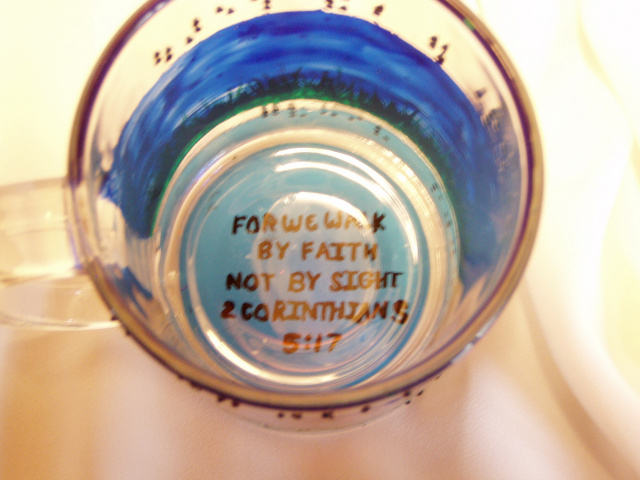 FOR WE WALK
BY FAITH
NOT BY SIGHT
2 CORINTHIANS
5:17